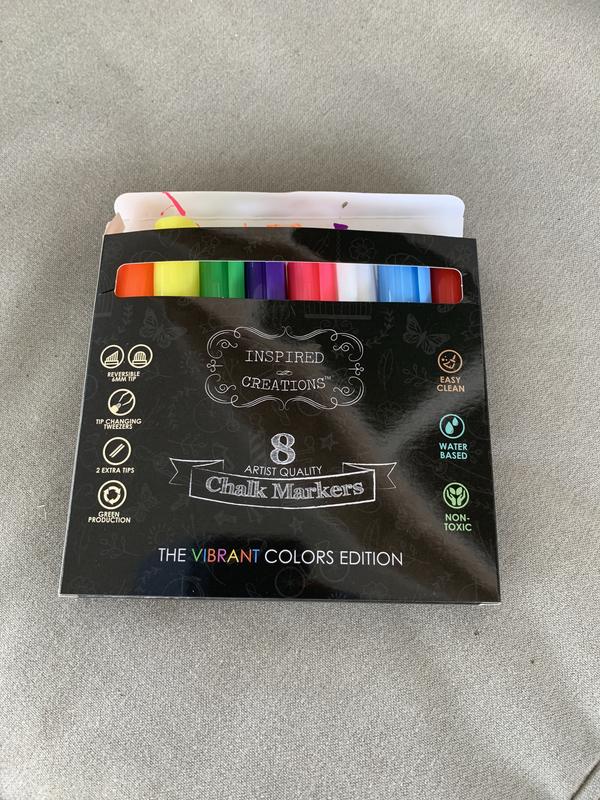 INSPIRED
CREATIONS™
8
ARTIST QUALITY
Chalk Markers
THE VIBRANT COLORS EDITION
REVERSIBLE
6MM TIP
TIP CHANGING
TWEEZERS
2 EXTRA TIPS
GREEN
PRODUCTION
EASY
CLEAN
WATER
BASED
NON-
TOXIC